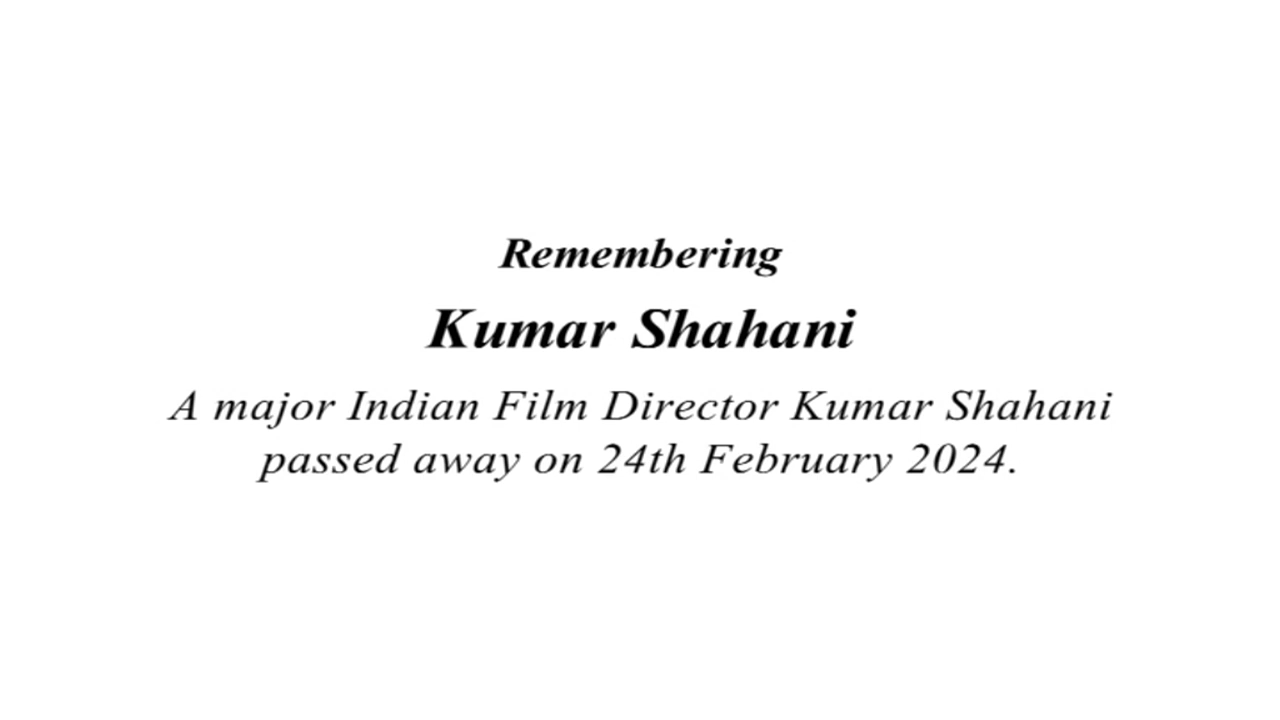 Remembering
Kumar Shahani
A major Indian Film Director Kumar Shahani
passed away on 24th February 2024.